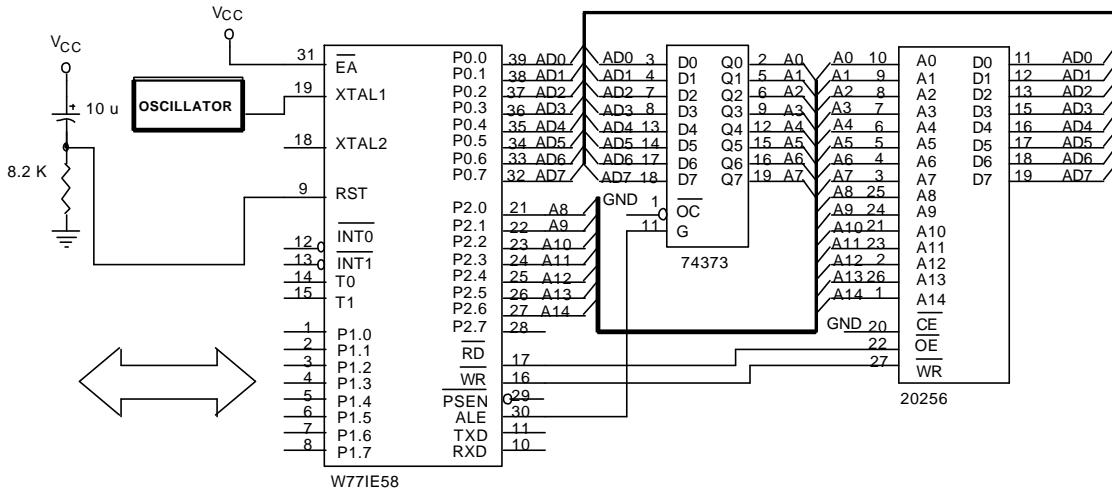 VCC
VCC
10 u
8.2 K
OSCILLATOR
31 EA
19 XTAL1
18 XTAL2
9 RST
12 INT0
13 INT1
14 T0
15 T1
1 P1.0
2 P1.1
3 P1.2
4 P1.3
5 P1.4
6 P1.5
7 P1.6
8 P1.7
P0.0 39 AD0
P0.1 38 AD1
P0.2 37 AD2
P0.3 36 AD3
P0.4 35 AD4
P0.5 34 AD5
P0.6 33 AD6
P0.7 32 AD7
P2.0 21 A8
P2.1 22 A9
P2.2 23 A10
P2.3 24 A11
P2.4 25 A12
P2.5 26 A13
P2.6 27 A14
P2.7 28
RD 17
WR 16
PSEN 29
ALE 30
TXD 11
RXD 10
W77IE58
AD0 3 D0 Q0 2 A0
AD1 4 D1 Q1 5 A1
AD2 7 D2 Q2 6 A2
AD3 8 D3 Q3 9 A3
AD4 13 D4 Q4 12 A4
AD5 14 D5 Q5 15 A5
AD6 17 D6 Q6 16 A6
AD7 18 D7 Q7 19 A7
GND 1 OC
11 G
74373
A0 10 A0 D0 11 AD0
A1 9 A1 D1 12 AD1
A2 8 A2 D2 13 AD2
A3 7 A3 D3 15 AD3
A4 6 A4 D4 16 AD4
A5 5 A5 D5 17 AD5
A6 4 A6 D6 18 AD6
A7 3 A7 D7 19 AD7
A8 25 A8
A9 24 A9
A10 21 A10
A11 23 A11
A12 2 A12
A13 26 A13
A14 1 A14
GND 20 CE
22 OE
27 WR
20256